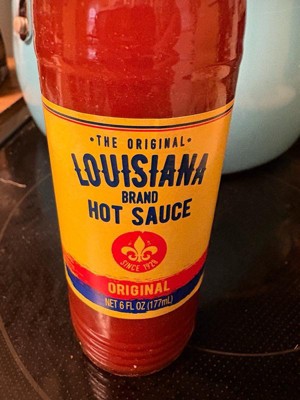 •THE ORIGINAL•
LOUISIANA
BRAND
HOT SAUCE
SINCE 1928
ORIGINAL
NET 6 FL OZ (177mL)